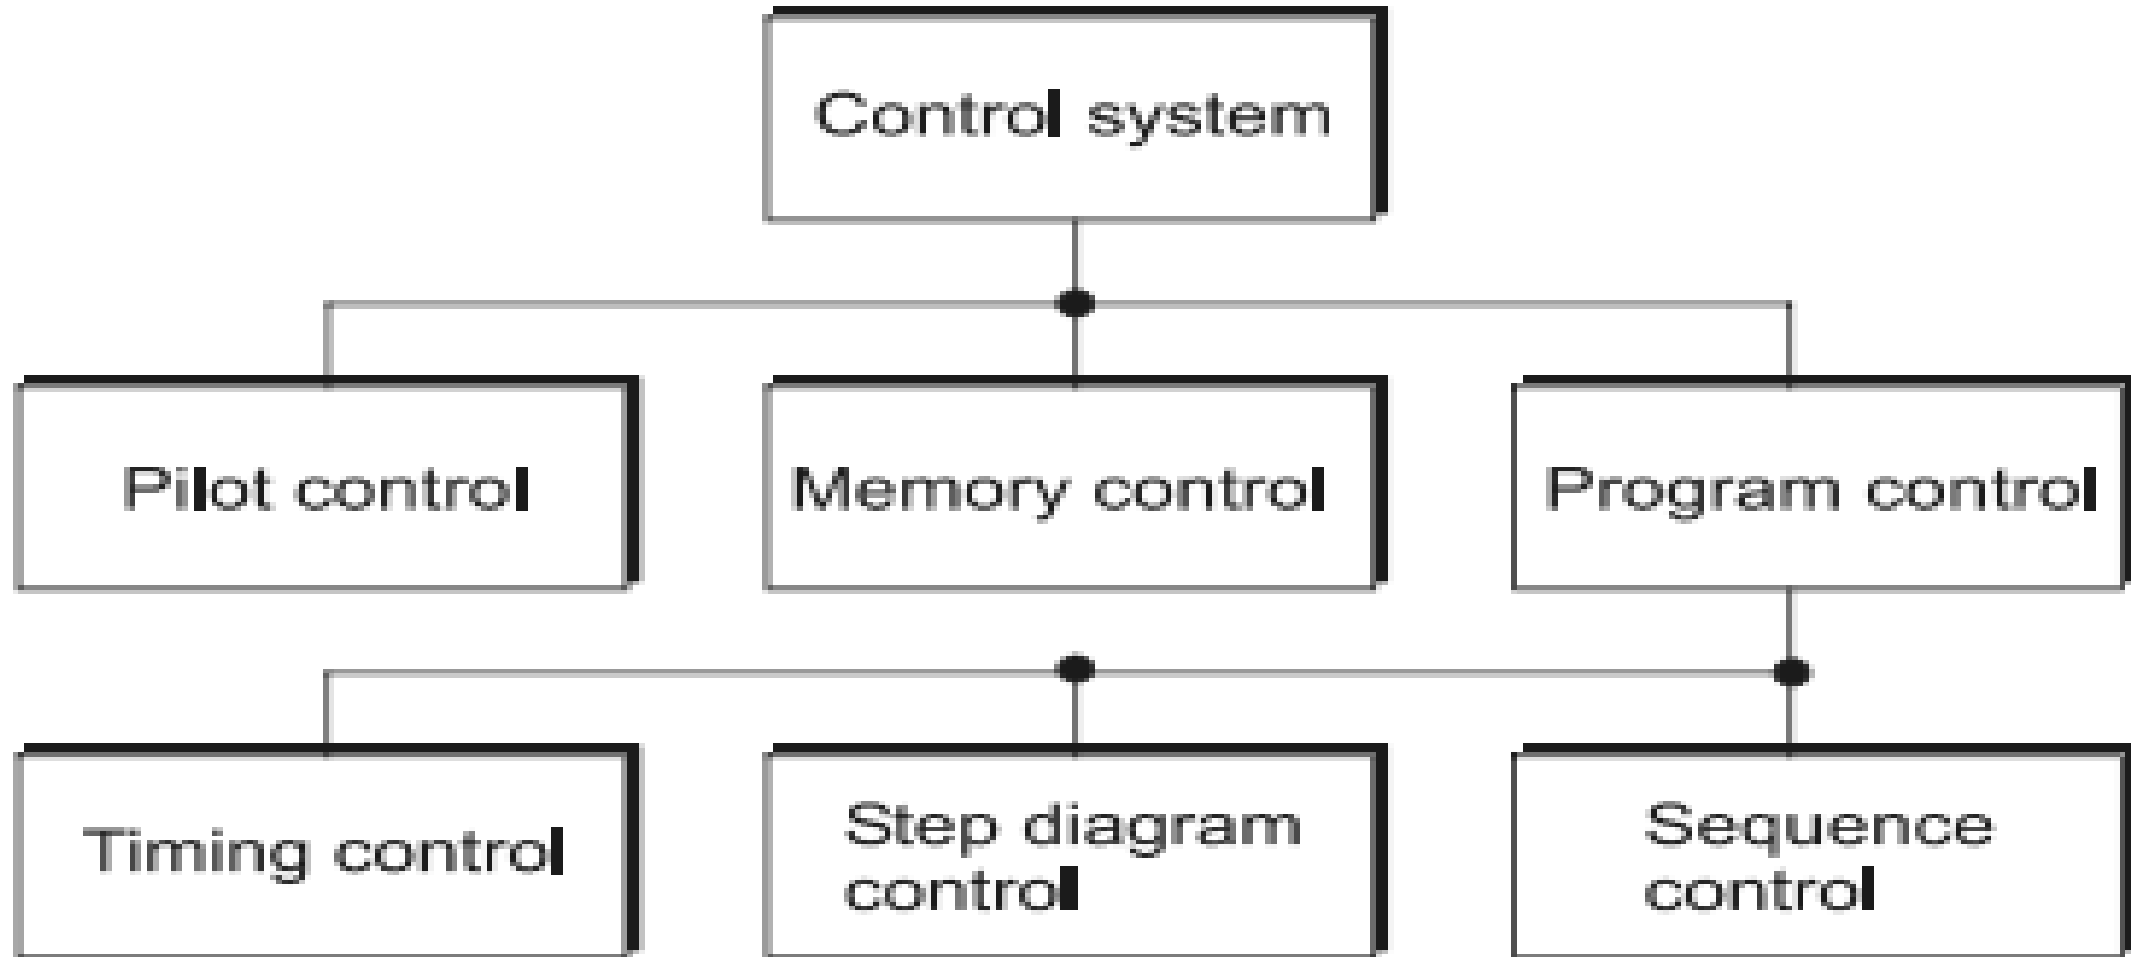 Control system
Pilot control
Memory control
Program control
Timing control
Step diagram
control
Sequence
control